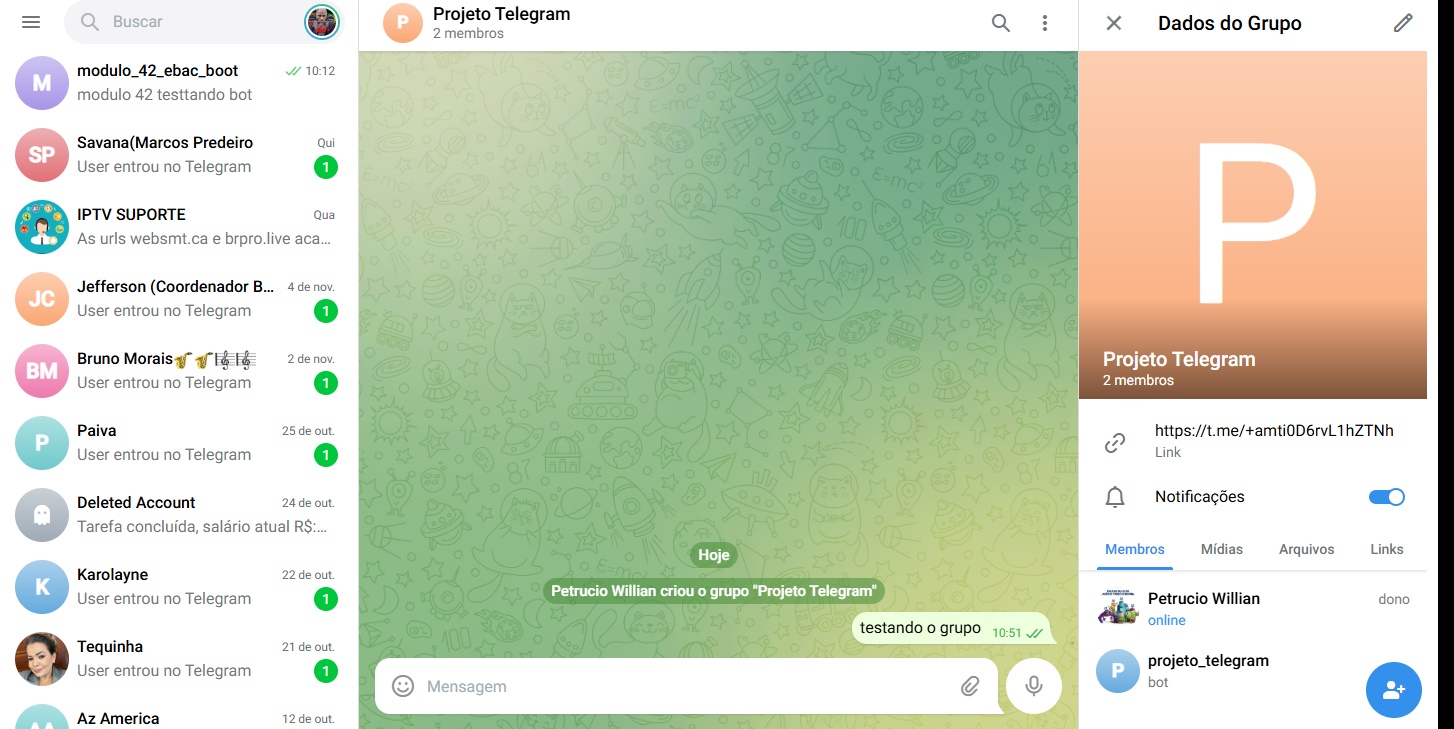 Buscar
M
modulo_42_ebac_boot 10:12
modulo 42 testtando bot
SP
Savana(Marcos Predeiro Qui
User entrou no Telegram 1
IPTV SUPORTE Qua
As urls websmt.ca e brpro.live aca...
JC
Jefferson (Coordenador B... 4 de nov.
User entrou no Telegram 1
BM
Bruno Morais🎷🎷🎼🎼 2 de nov.
User entrou no Telegram 1
P
Paiva 25 de out.
User entrou no Telegram 1
Deleted Account 24 de out.
Tarefa concluída, salário atual R$:...
K
Karolayne 22 de out.
User entrou no Telegram 1
Tequinha 21 de out.
User entrou no Telegram 1
Az America 12 de out.
P
Projeto Telegram
2 membros
E=mc²
Hoje
Petrucio Willian criou o grupo "Projeto Telegram"
testando o grupo 10:51
Mensagem
Dados do Grupo
P
Projeto Telegram
2 membros
https://t.me/+amti0D6rvL1hZTNh
Link
Notificações
Membros Mídias Arquivos Links
Petrucio Willian dono
online
P
projeto_telegram
bot